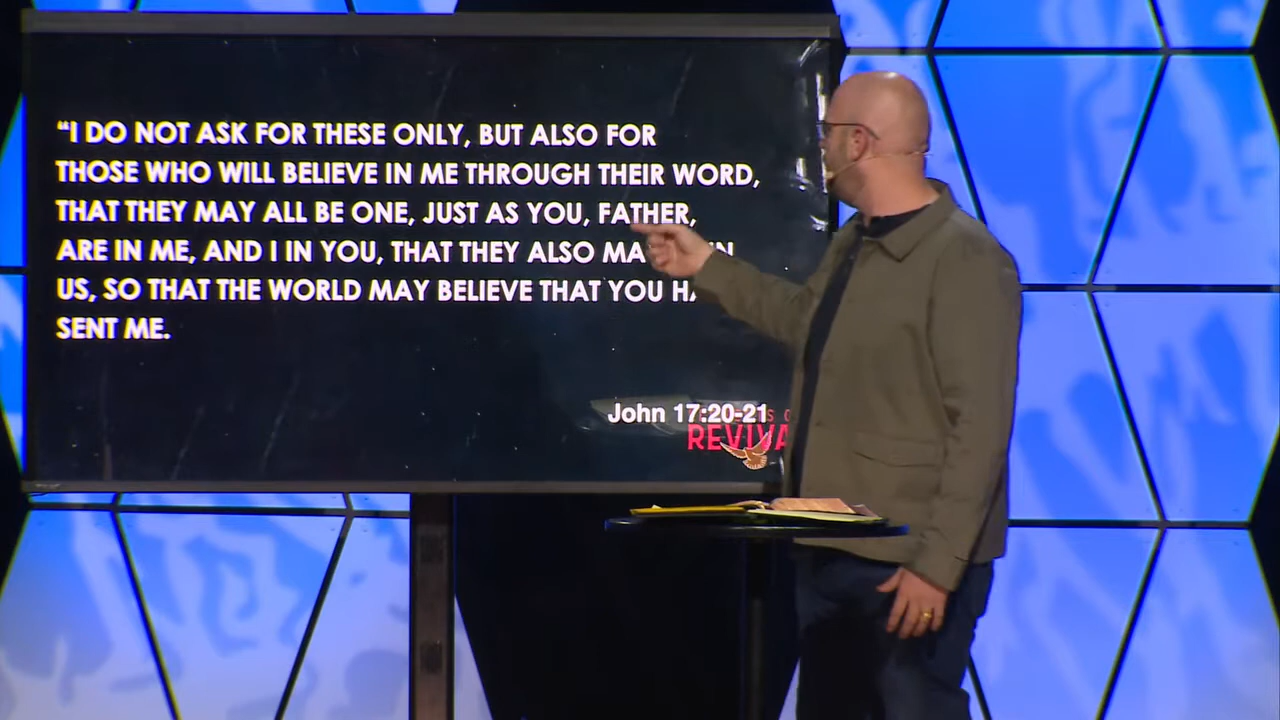 “I DO NOT ASK FOR THESE ONLY, BUT ALSO FOR
THOSE WHO WILL BELIEVE IN ME THROUGH THEIR WORD,
THAT THEY MAY ALL BE ONE, JUST AS YOU, FATHER,
ARE IN ME, AND I IN YOU, THAT THEY ALSO
US, SO THAT THE WORLD MAY BELIEVE THAT YOU
SENT ME.
John 17:20-21